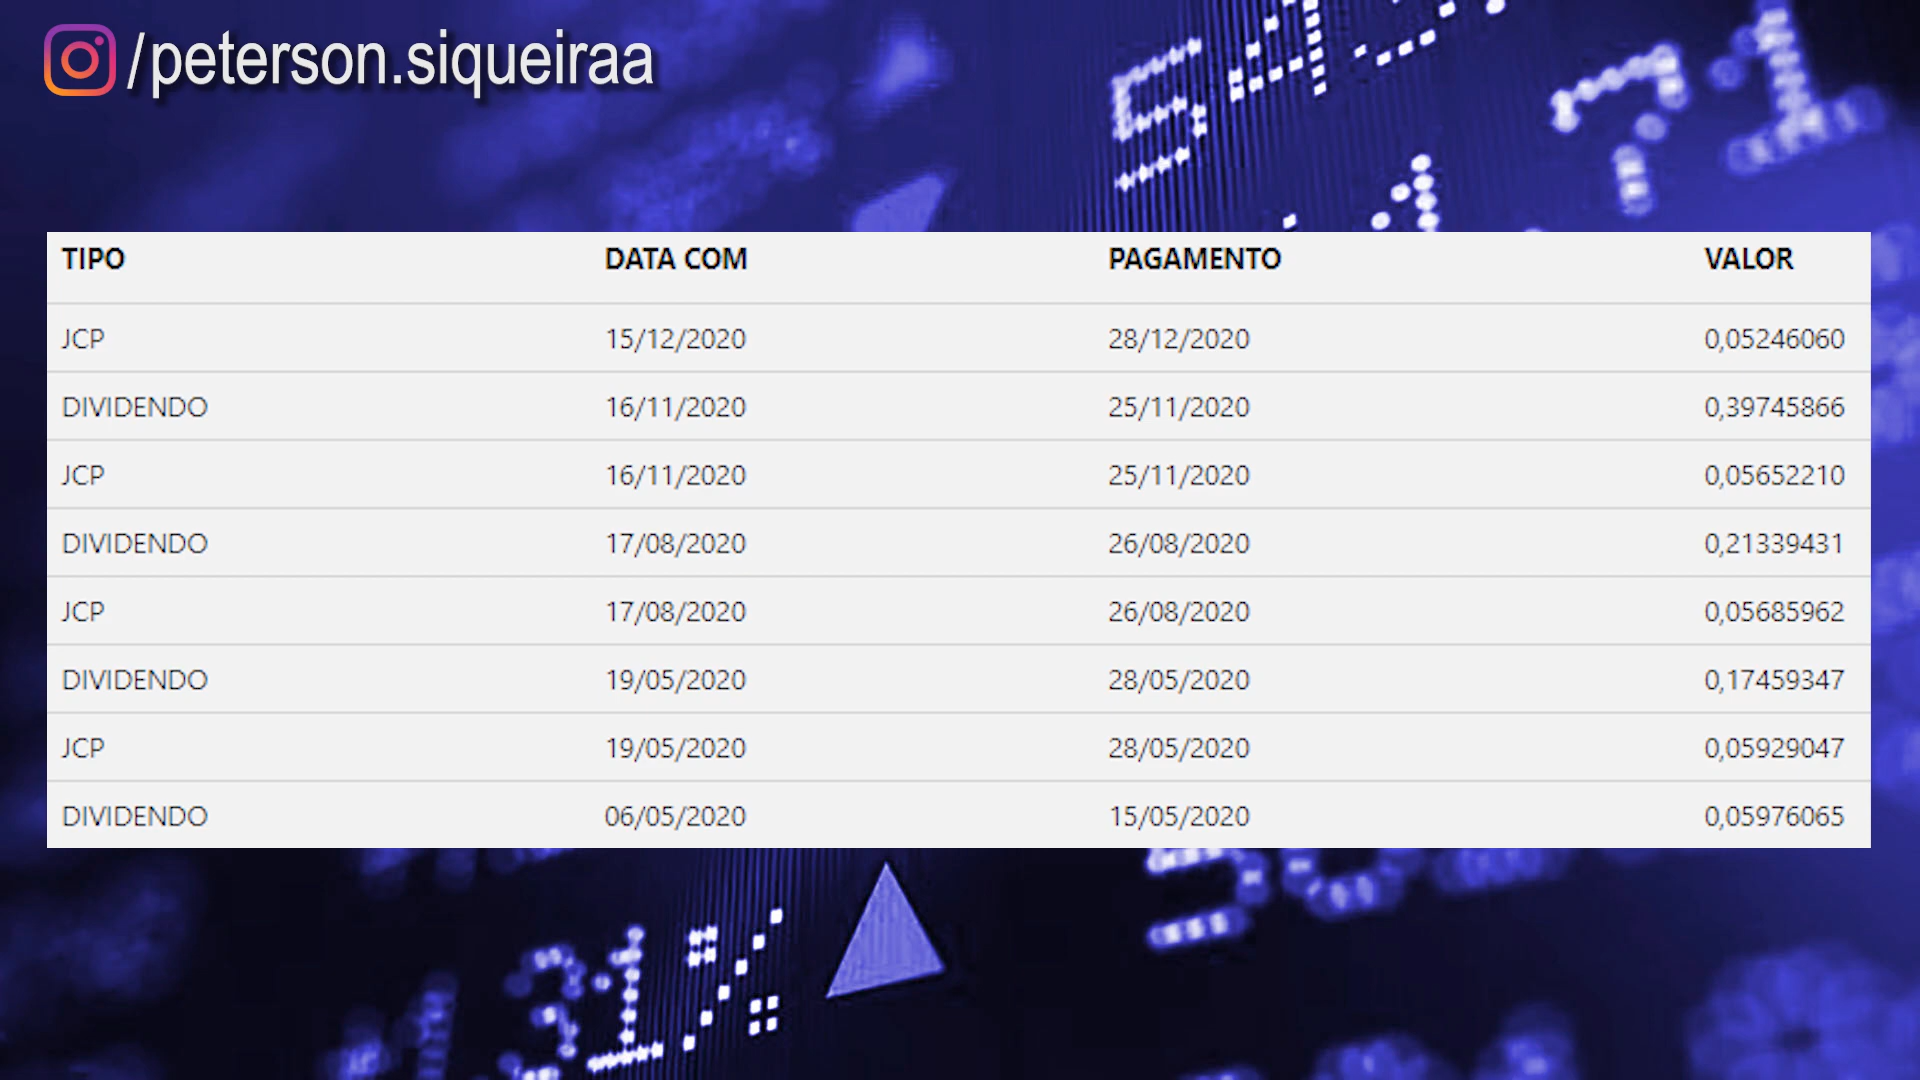 /peterson.siqueiraa
TIPO DATA COM PAGAMENTO VALOR
JCP 15/12/2020 28/12/2020 0,05246060
DIVIDENDO 16/11/2020 25/11/2020 0,39745866
JCP 16/11/2020 25/11/2020 0,05652210
DIVIDENDO 17/08/2020 26/08/2020 0,21339431
JCP 17/08/2020 26/08/2020 0,05685962
DIVIDENDO 19/05/2020 28/05/2020 0,17459347
JCP 19/05/2020 28/05/2020 0,05929047
DIVIDENDO 06/05/2020 15/05/2020 0,05976065